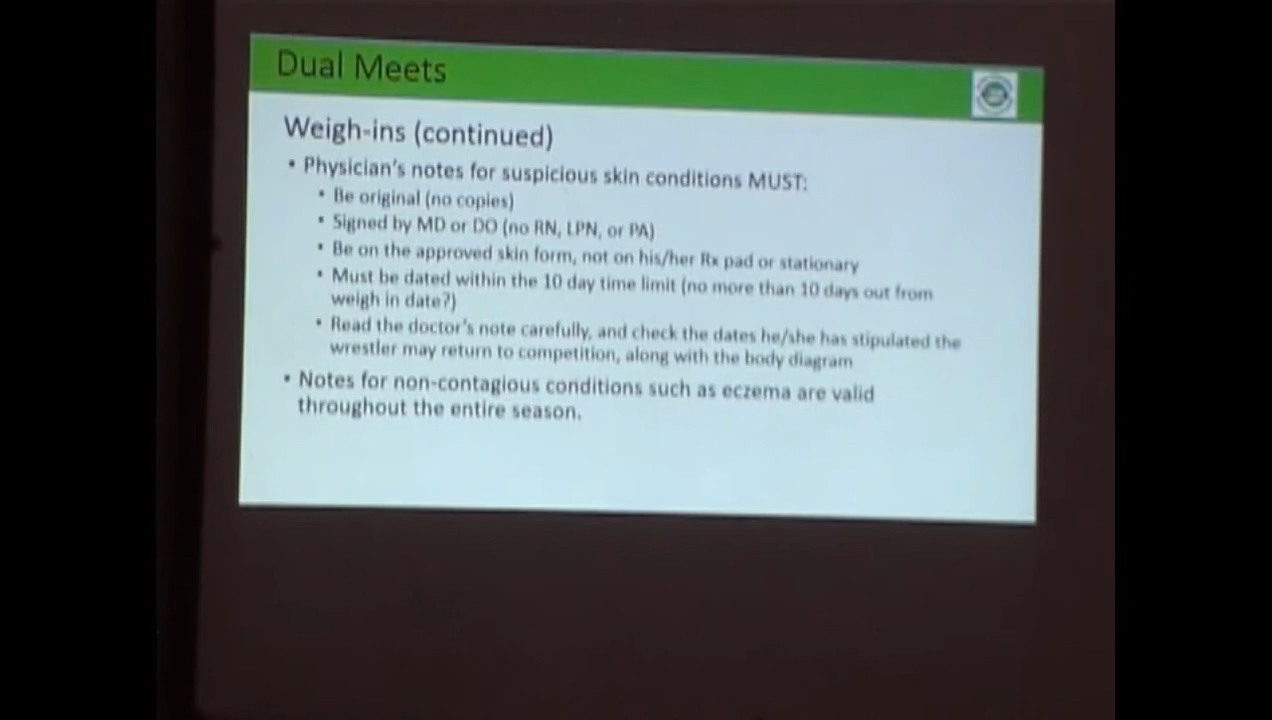 Dual Meets
Weigh-ins (continued)
• Physician's notes for suspicious skin conditions MUST:
• Be original (no copies)
• Signed by MD or DO (no RN, LPN, or PA)
• Be on the approved skin form, not on his/her Rx pad or stationary
• Must be dated within the 10 day time limit (no more than 10 days out from
weigh in date?)
• Read the doctor's note carefully, and check the dates he/she has stipulated the
wrestler may return to competition, along with the body diagram
• Notes for non-contagious conditions such as eczema are valid
throughout the entire season.